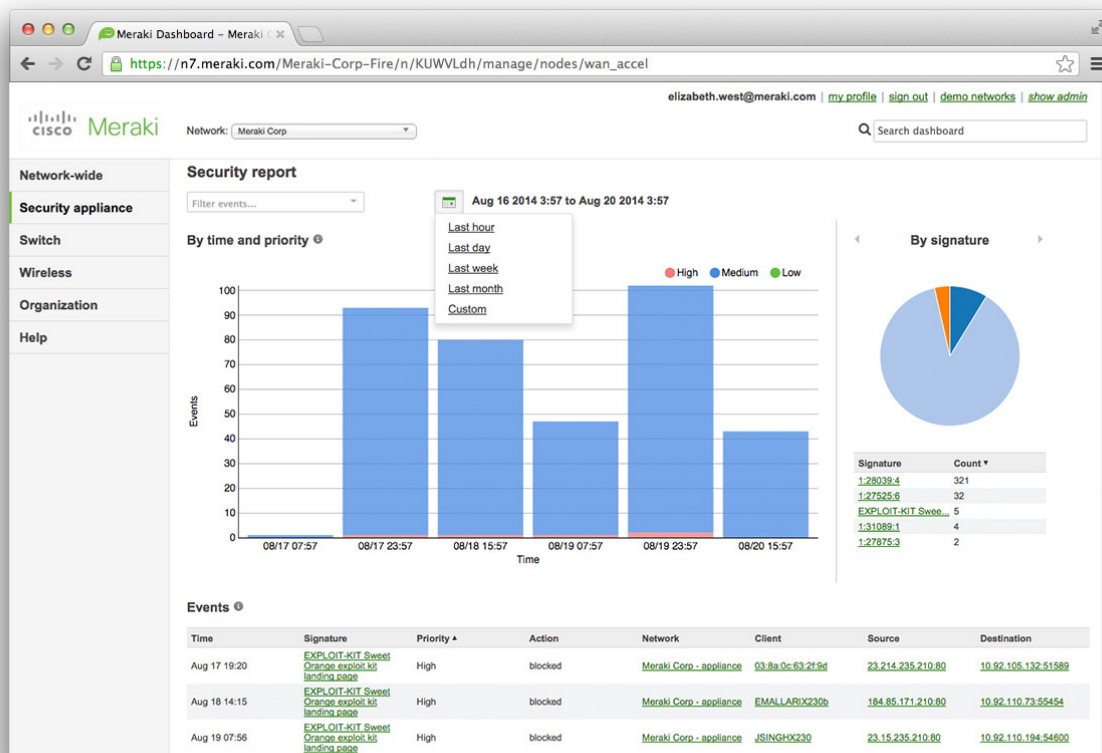 Meraki Dashboard – Meraki C
https://n7.meraki.com/Meraki-Corp-Fire/n/KUWVLdh/manage/nodes/wan_accel
elizabeth.west@meraki.com | my profile | sign out | demo networks | show admin
CISCO Meraki
Network: Meraki Corp
Search dashboard
Network-wide
Security appliance
Switch
Wireless
Organization
Help
Security report
Filter events...
Aug 16 2014 3:57 to Aug 20 2014 3:57
Last hour
Last day
Last week
Last month
Custom
By time and priority
High Medium Low
100
90
80
70
60
50
40
30
20
10
0
Events
08/17 07:57 08/17 23:57 08/18 15:57 08/19 07:57 08/19 23:57 08/20 15:57
Time
By signature
Signature Count ▼
1:28039:4 321
1:27525:6 32
EXPLOIT-KIT Swee... 5
1:31089:1 4
1:27875:3 2
Events
Time Signature Priority ▲ Action Network Client Source Destination
Aug 17 19:20 EXPLOIT-KIT Sweet High blocked Meraki Corp - appliance 03:8a:0c:63:2f:9d 23.214.235.210:80 10.92.105.132:51589
Orange exploit kit
landing page
Aug 18 14:15 EXPLOIT-KIT Sweet High blocked Meraki Corp - appliance EMALLARIX230b 184.85.171.210:80 10.92.110.73:55454
Orange exploit kit
landing page
Aug 19 07:56 EXPLOIT-KIT Sweet High blocked Meraki Corp - appliance JSINGHX230 23.15.235.210:80 10.92.110.194:54600
Orange exploit kit
landing page